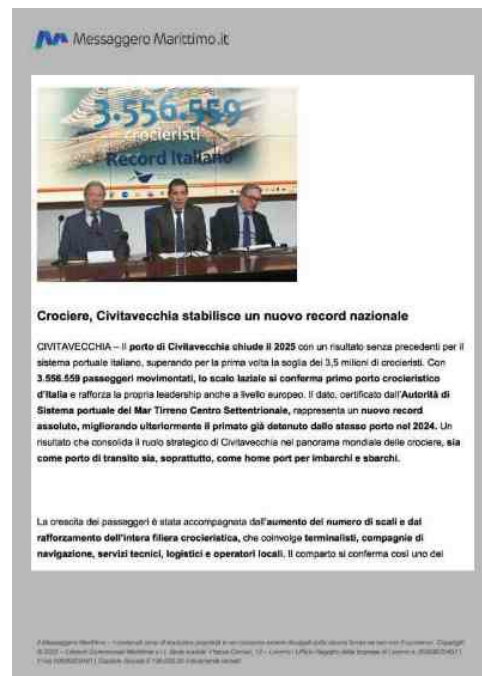 Messaggero Marittimo.it
3.556.559
crocieristi
Record Italiano
Crociere, Civitavecchia stabilisce un nuovo record nazionale
CIVITAVECCHIA – Il porto di Civitavecchia chiude il 2025 con un risultato senza precedenti per il
sistema portuale italiano, superando per la prima volta la soglia dei 3,5 milioni di crocieristi. Con
3.556.559 passeggeri movimentati, lo scalo laziale si conferma primo porto crocieristico
d'Italia e rafforza la propria leadership anche a livello europeo. Il dato, certificato dall'Autorità di
Sistema portuale del Mar Tirreno Centro Settentrionale, rappresenta un nuovo record
assoluto, migliorando ulteriormente il primato già detenuto dallo stesso porto nel 2024. Un
risultato che consolida il ruolo strategico di Civitavecchia nel panorama mondiale delle crociere, sia
come porto di transito sia, soprattutto, come home port per imbarchi e sbarchi.
La crescita dei passeggeri è stata accompagnata dall'aumento del numero di scali e dal
rafforzamento dell'intera filiera crocieristica, che coinvolge terminalisti, compagnie di
navigazione, servizi tecnici, logistici e operatori locali. Il comparto si conferma così uno dei